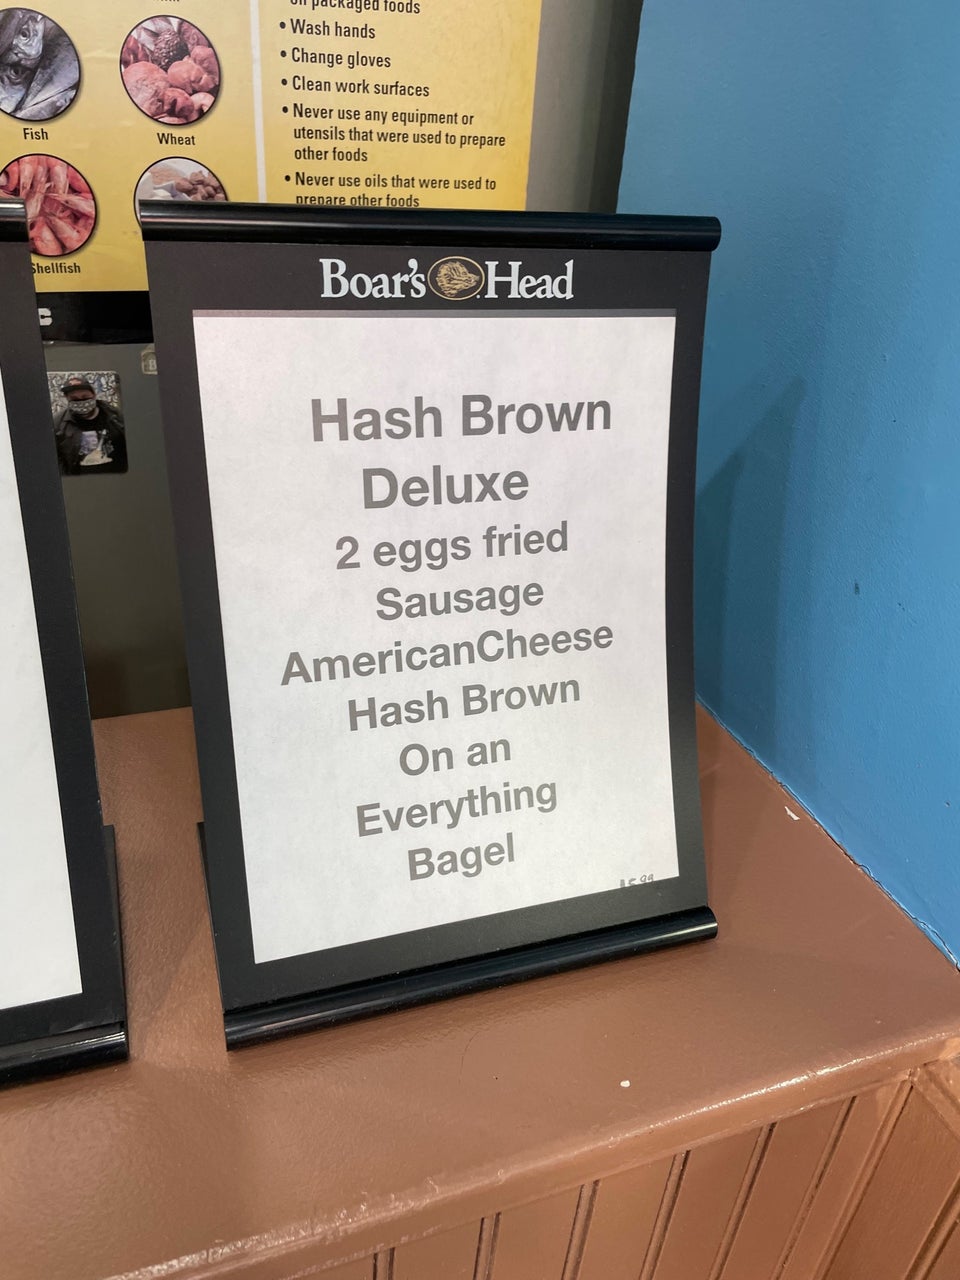 on packaged foods
• Wash hands
• Change gloves
• Clean work surfaces
• Never use any equipment or
utensils that were used to prepare
other foods
• Never use oils that were used to
prepare other foods
Fish
Wheat
Shellfish
Boar's Head
Hash Brown
Deluxe
2 eggs fried
Sausage
AmericanCheese
Hash Brown
On an
Everything
Bagel